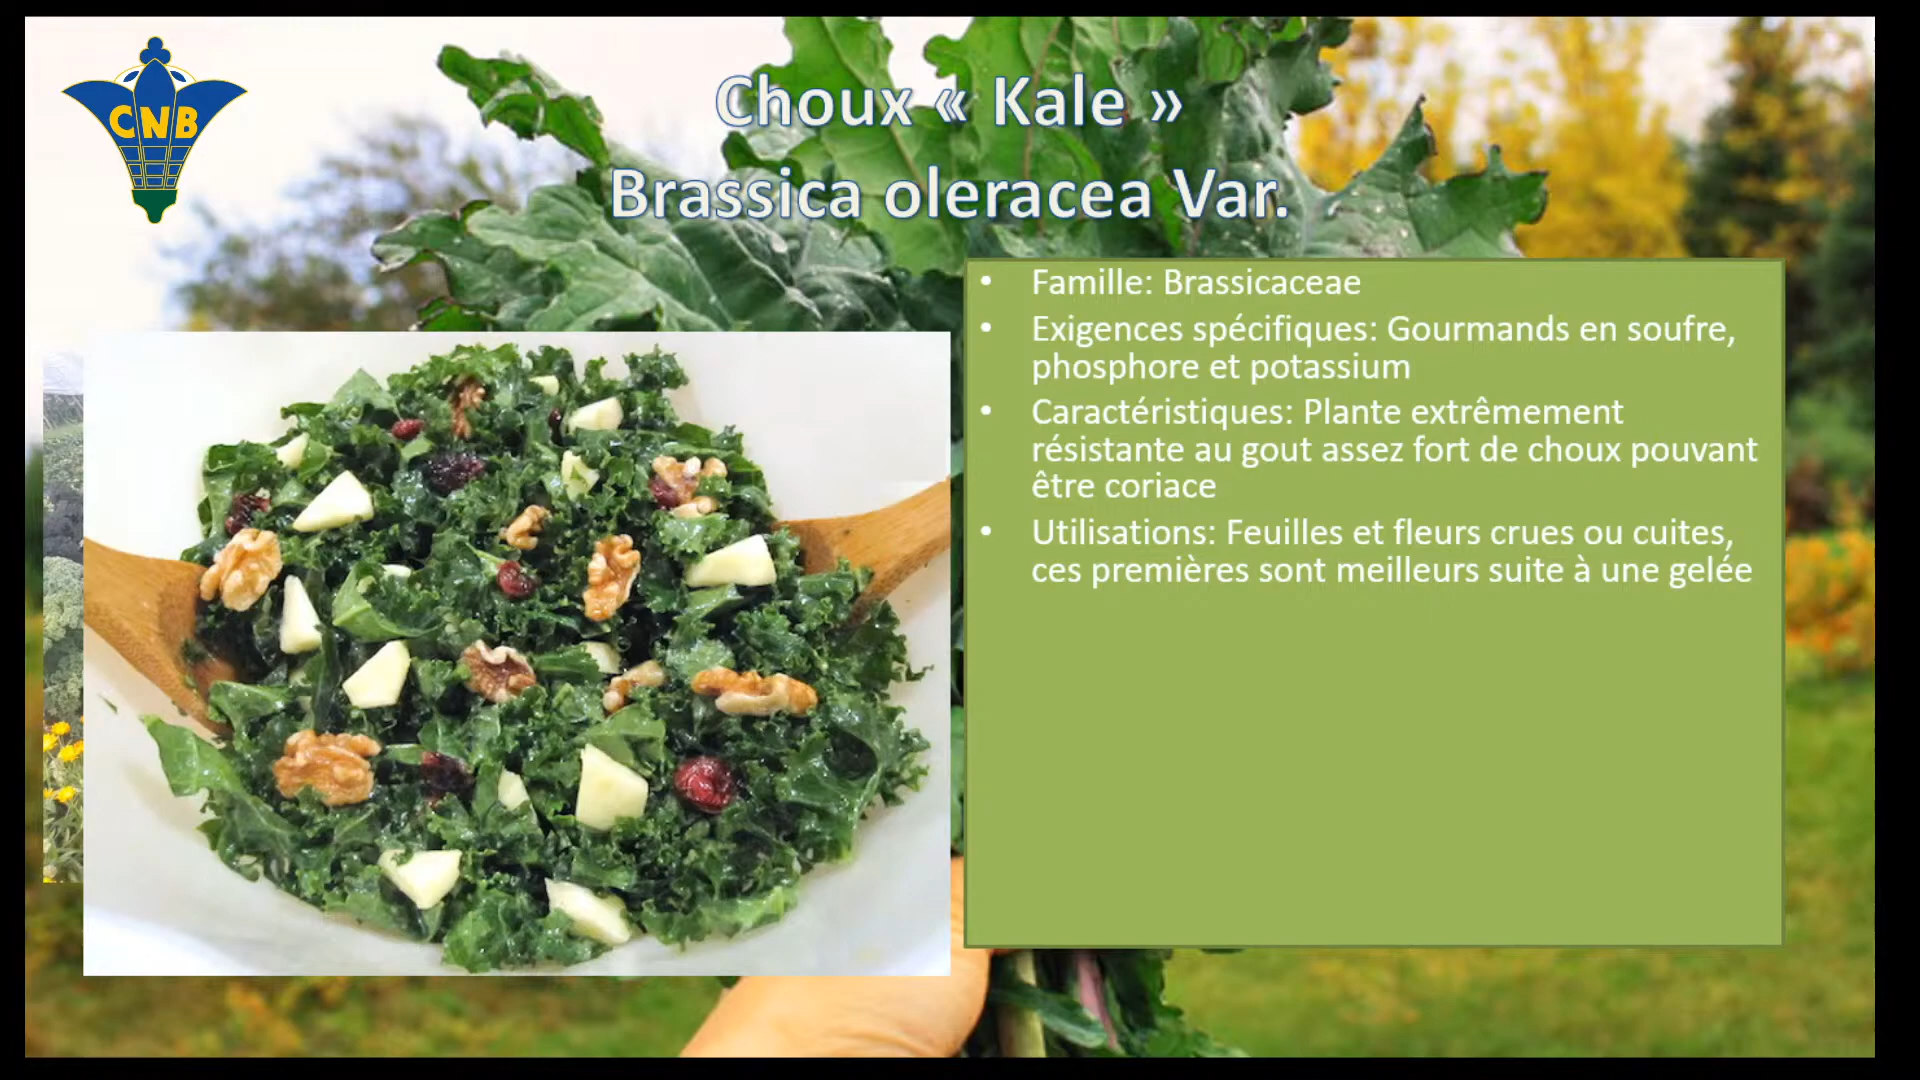 CNB
Choux « Kale »
Brassica oleracea Var.
• Famille: Brassicaceae
• Exigences spécifiques: Gourmands en soufre,
phosphore et potassium
• Caractéristiques: Plante extrêmement
résistante au gout assez fort de choux pouvant
être coriace
• Utilisations: Feuilles et fleurs crues ou cuites,
ces premières sont meilleurs suite à une gelée